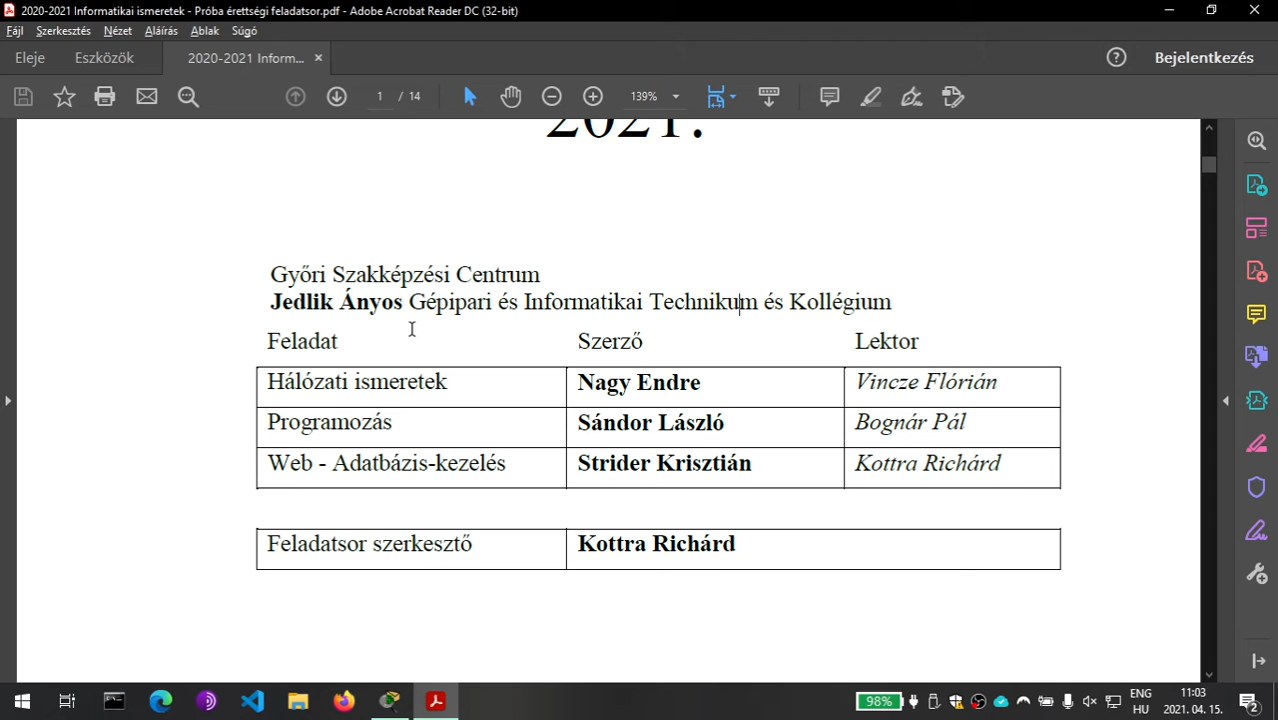 2020-2021 Informatikai ismeretek - Próba érettségi feladatsor.pdf - Adobe Acrobat Reader DC (32-bit)
Fájl Szerkesztés Nézet Aláírás Ablak Súgó
Eleje Eszközök 2020-2021 Inform... Bejelentkezés
1 / 14 139%
2021.
Győri Szakképzési Centrum
Jedlik Ányos Gépipari és Informatikai Technikum és Kollégium
Feladat Szerző Lektor
Hálózati ismeretek Nagy Endre Vincze Flórián
Programozás Sándor László Bognár Pál
Web - Adatbázis-kezelés Strider Krisztián Kottra Richárd
Feladatsor szerkesztő Kottra Richárd
98% ENG 11:03
HU 2021. 04. 15. 2